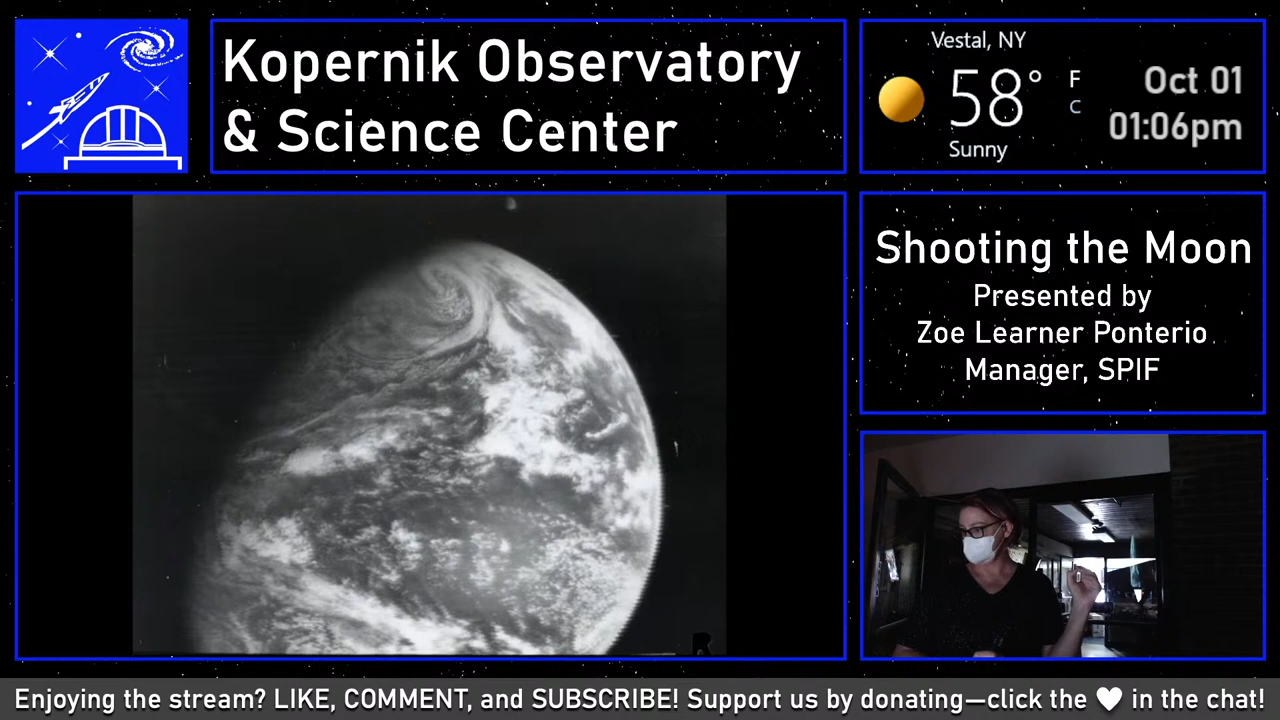 Kopernik Observatory
& Science Center
Vestal, NY
58° F
C
Sunny
Oct 01
01:06pm
Shooting the Moon
Presented by
Zoe Learner Ponterio
Manager, SPIF
Enjoying the stream? LIKE, COMMENT, and SUBSCRIBE! Support us by donating—click the ♥ in the chat!